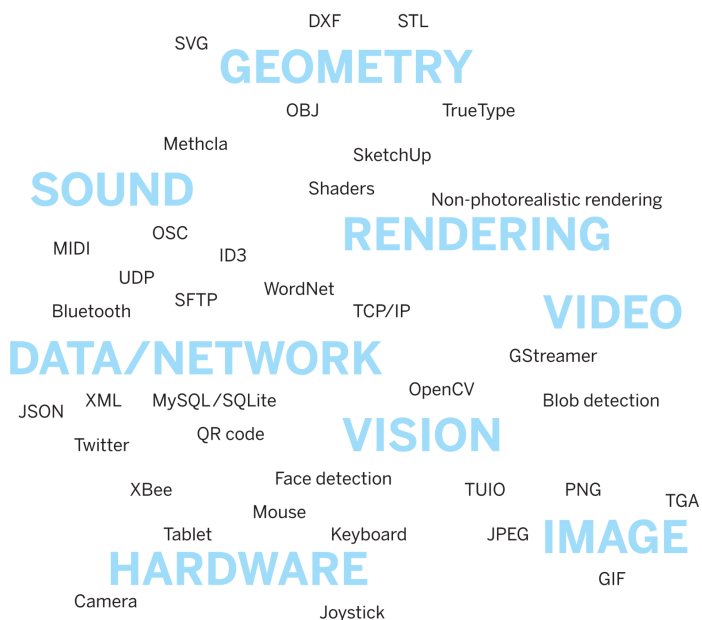 DXF STL
SVG
GEOMETRY
OBJ TrueType
Methcla
SketchUp
SOUND
Shaders
Non-photorealistic rendering
RENDERING
OSC
MIDI
ID3
UDP
WordNet
SFTP
Bluetooth
TCP/IP
VIDEO
DATA/NETWORK
GStreamer
OpenCV
XML MySQL/SQLite
Blob detection
JSON
QR code
VISION
Twitter
Face detection
XBee
TUIO PNG
TGA
Mouse
Tablet Keyboard
JPEG
IMAGE
HARDWARE
GIF
Camera
Joystick